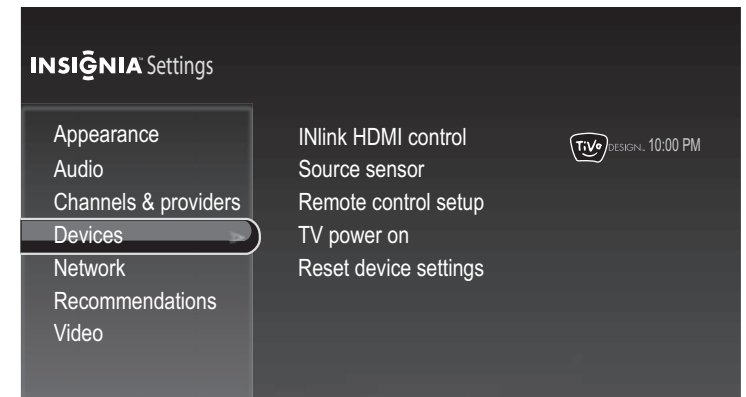 INSIGNIA™ Settings
Appearance
Audio
Channels & providers
Devices
Network
Recommendations
Video
INlink HDMI control
Source sensor
Remote control setup
TV power on
Reset device settings
TiVo DESIGN. 10:00 PM